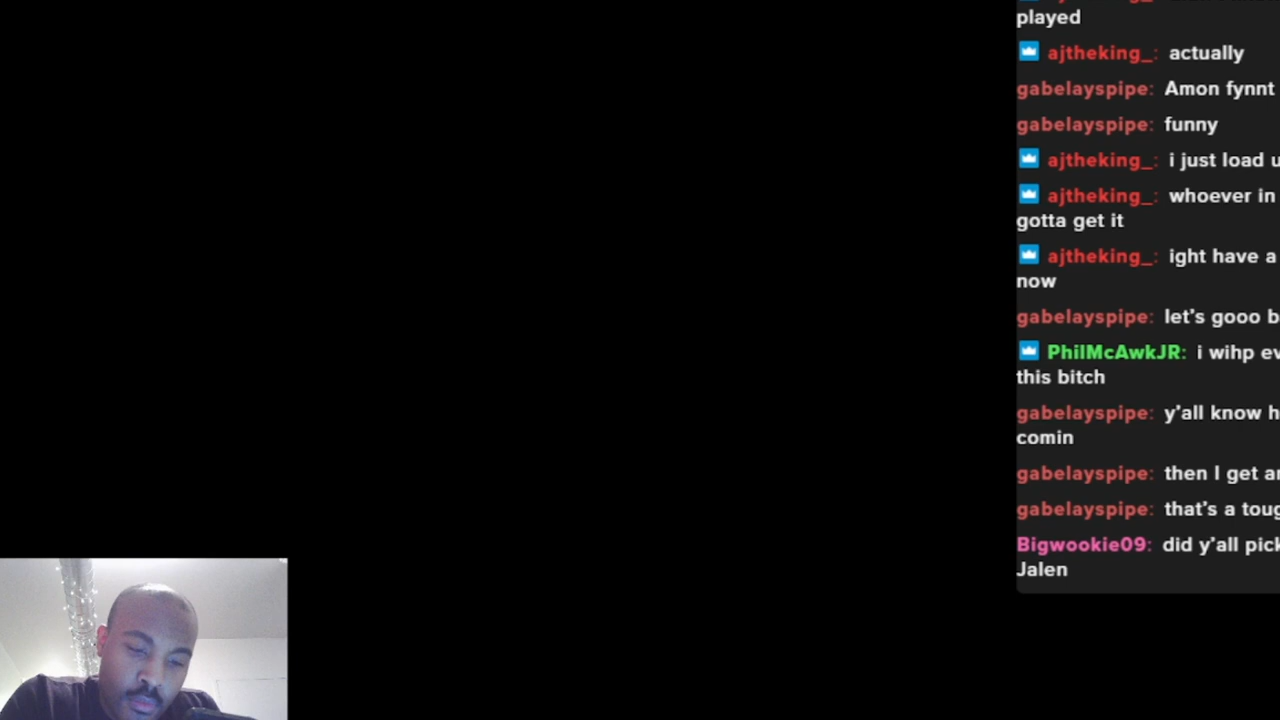 played
ajtheking_: actually
gabelayspipe: Amon fynnt
gabelayspipe: funny
ajtheking_: i just load
ajtheking_: whoever in
gotta get it
ajtheking_: ight have a
now
gabelayspipe: let's gooo
PhilMcAwkJR: i wihp
this bitch
gabelayspipe: y'all know
comin
gabelayspipe: then I get
gabelayspipe: that's a
Bigwookie09: did y'all
Jalen